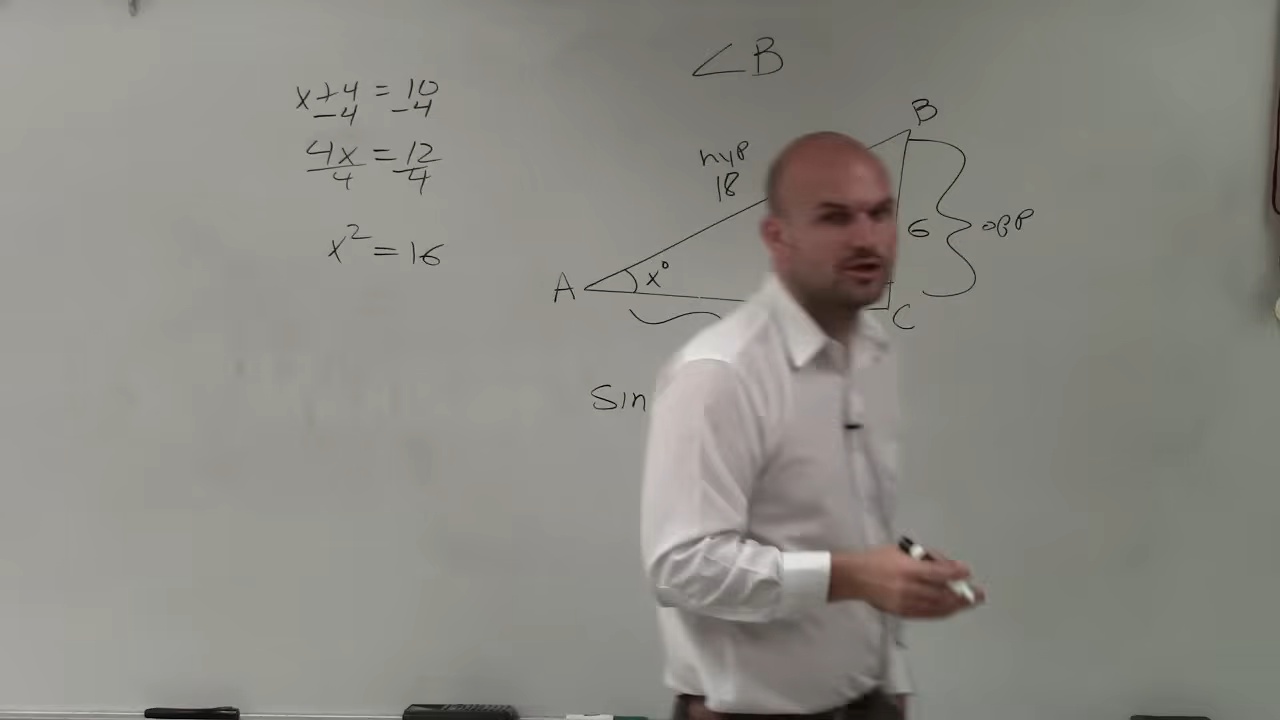 ∠B
x+4 = 10
-4 -4
4x = 12
4 4
x² = 16
B
hyp
18
6
opp
A
x°
C
Sin